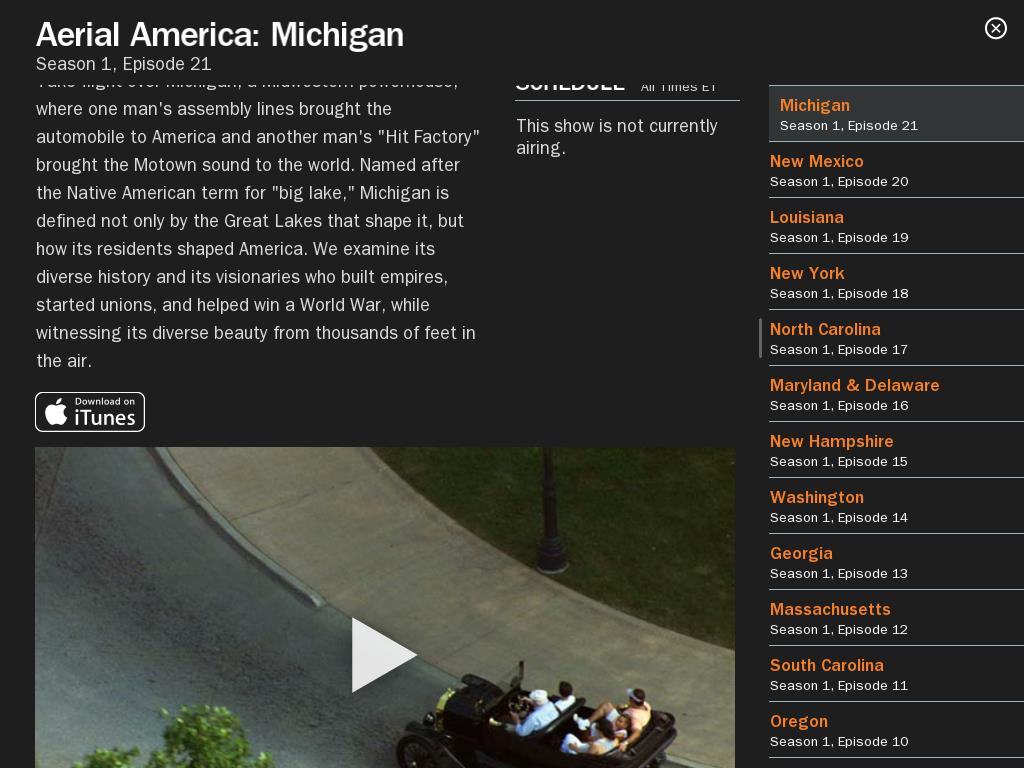 Aerial America: Michigan
Season 1, Episode 21
Take flight over Michigan, a Midwestern powerhouse,
where one man's assembly lines brought the
automobile to America and another man's "Hit Factory"
brought the Motown sound to the world. Named after
the Native American term for "big lake," Michigan is
defined not only by the Great Lakes that shape it, but
how its residents shaped America. We examine its
diverse history and its visionaries who built empires,
started unions, and helped win a World War, while
witnessing its diverse beauty from thousands of feet in
the air.
Download on
iTunes
SCHEDULE All Times ET
This show is not currently
airing.
Michigan
Season 1, Episode 21
New Mexico
Season 1, Episode 20
Louisiana
Season 1, Episode 19
New York
Season 1, Episode 18
North Carolina
Season 1, Episode 17
Maryland & Delaware
Season 1, Episode 16
New Hampshire
Season 1, Episode 15
Washington
Season 1, Episode 14
Georgia
Season 1, Episode 13
Massachusetts
Season 1, Episode 12
South Carolina
Season 1, Episode 11
Oregon
Season 1, Episode 10